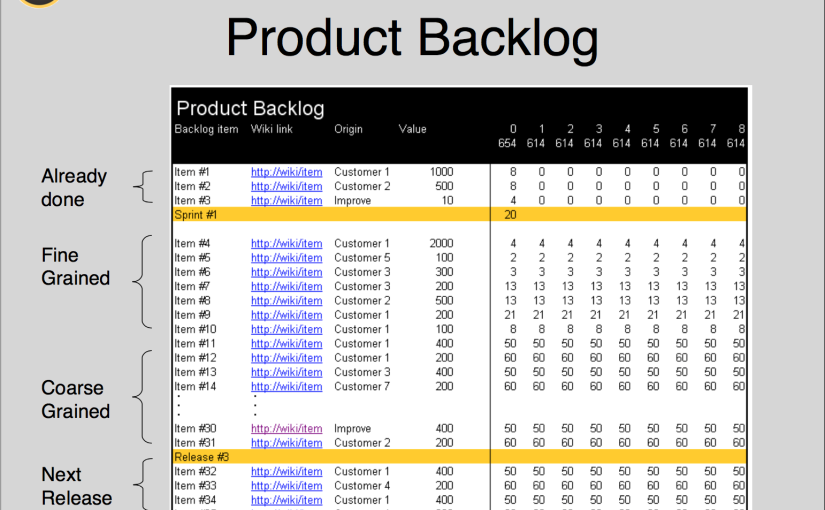 Product Backlog
Product Backlog
Backlog item Wiki link Origin Value 0 1 2 3 4 5 6 7 8
654 614 614 614 614 614 614 614 614
Already
done
Item #1 http://wiki/item Customer 1 1000 8 0 0 0 0 0 0 0 0
Item #2 http://wiki/item Customer 2 500 8 0 0 0 0 0 0 0 0
Item #3 http://wiki/item Improve 10 4 0 0 0 0 0 0 0 0
Sprint #1 20
Fine
Grained
Item #4 http://wiki/item Customer 1 2000 4 4 4 4 4 4 4 4 4
Item #5 http://wiki/item Customer 5 100 2 2 2 2 2 2 2 2 2
Item #6 http://wiki/item Customer 3 300 3 3 3 3 3 3 3 3 3
Item #7 http://wiki/item Customer 3 200 13 13 13 13 13 13 13 13 13
Item #8 http://wiki/item Customer 2 500 13 13 13 13 13 13 13 13 13
Item #9 http://wiki/item Customer 1 200 21 21 21 21 21 21 21 21 21
Item #10 http://wiki/item Customer 1 100 8 8 8 8 8 8 8 8 8
Item #11 http://wiki/item Customer 1 400 50 50 50 50 50 50 50 50 50
Coarse
Grained
Item #12 http://wiki/item Customer 1 200 60 60 60 60 60 60 60 60 60
Item #13 http://wiki/item Customer 3 400 50 50 50 50 50 50 50 50 50
Item #14 http://wiki/item Customer 7 200 60 60 60 60 60 60 60 60 60
Item #30 http://wiki/item Improve 400 50 50 50 50 50 50 50 50 50
Item #31 http://wiki/item Customer 2 200 60 60 60 60 60 60 60 60 60
Release #3
Next
Release
Item #32 http://wiki/item Customer 1 400 50 50 50 50 50 50 50 50 50
Item #33 http://wiki/item Customer 4 200 60 60 60 60 60 60 60 60 60
Item #34 http://wiki/item Customer 1 400 50 50 50 50 50 50 50 50 50